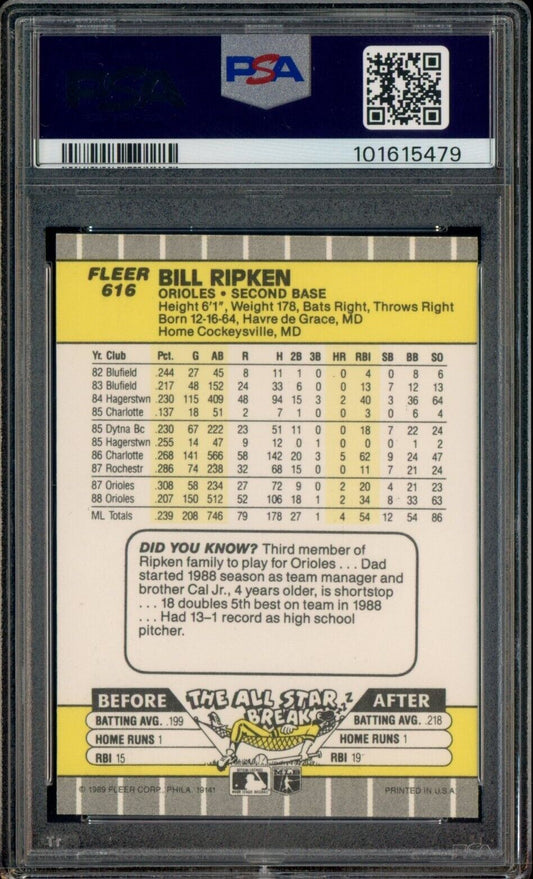 PSA
PSA
101615479
FLEER
616
BILL RIPKEN
ORIOLES • SECOND BASE
Height 6'1", Weight 178, Bats Right, Throws Right
Born 12-16-64, Havre de Grace, MD
Home Cockeysville, MD
Yr. Club Pct. G AB R H 2B 3B HR RBI SB BB SO
82 Blufield .244 27 45 8 11 1 0 0 4 0 8 6
83 Blufield .217 48 152 24 33 6 0 0 13 7 12 13
84 Hagerstwn .230 115 409 48 94 15 3 2 40 3 36 64
85 Charlotte .137 18 51 2 7 1 0 0 3 0 6 4
85 Dytna Bc .230 67 222 23 51 11 0 0 18 7 22 24
85 Hagerstwn .255 14 47 9 12 0 1 0 0 0 1 2
86 Charlotte .268 141 566 58 142 20 3 5 62 9 24 47
87 Rochestr .286 74 238 32 68 15 0 0 11 7 21 24
87 Orioles .308 58 234 27 72 9 0 2 20 4 21 23
88 Orioles .207 150 512 52 106 18 1 2 34 8 33 63
ML Totals .239 208 746 79 178 27 1 4 54 12 54 86
DID YOU KNOW? Third member of
Ripken family to play for Orioles . . . Dad
started 1988 season as team manager and
brother Cal Jr., 4 years older, is shortstop
. . . 18 doubles 5th best on team in 1988
. . . Had 13–1 record as high school
pitcher.
BEFORE THE ALL STAR BREAK AFTER
BATTING AVG. .199 BATTING AVG. .218
HOME RUNS 1 HOME RUNS 1
RBI 15 RBI 19
© 1989 FLEER CORP., PHILA. 19141 PRINTED IN U.S.A.
PSA